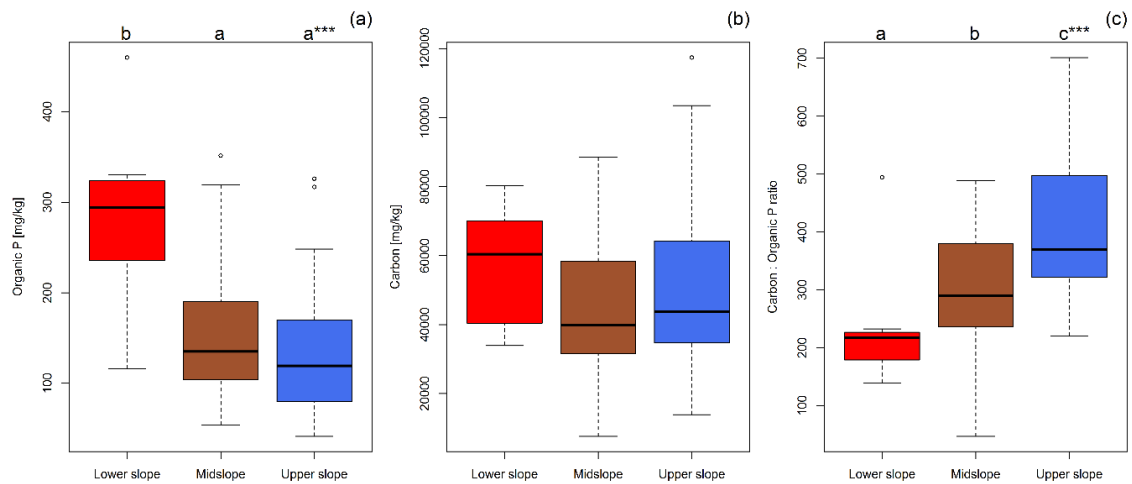 (a)
b a a***
Organic P [mg/kg]
100 200 300 400
Lower slope Midslope Upper slope
(b)
Carbon [mg/kg]
20000 40000 60000 80000 100000 120000
Lower slope Midslope Upper slope
(c)
a b c***
Carbon : Organic P ratio
100 200 300 400 500 600 700
Lower slope Midslope Upper slope